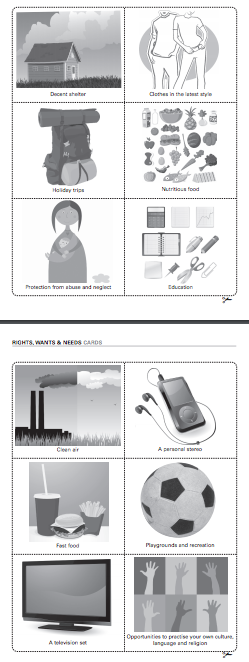 Decent shelter
Clothes in the latest style
Holiday trips
Nutritious food
Protection from abuse and neglect
Education
RIGHTS, WANTS & NEEDS CARDS
Clean air
A personal stereo
Fast food
Playgrounds and recreation
A television set
Opportunities to practise your own culture,
language and religion